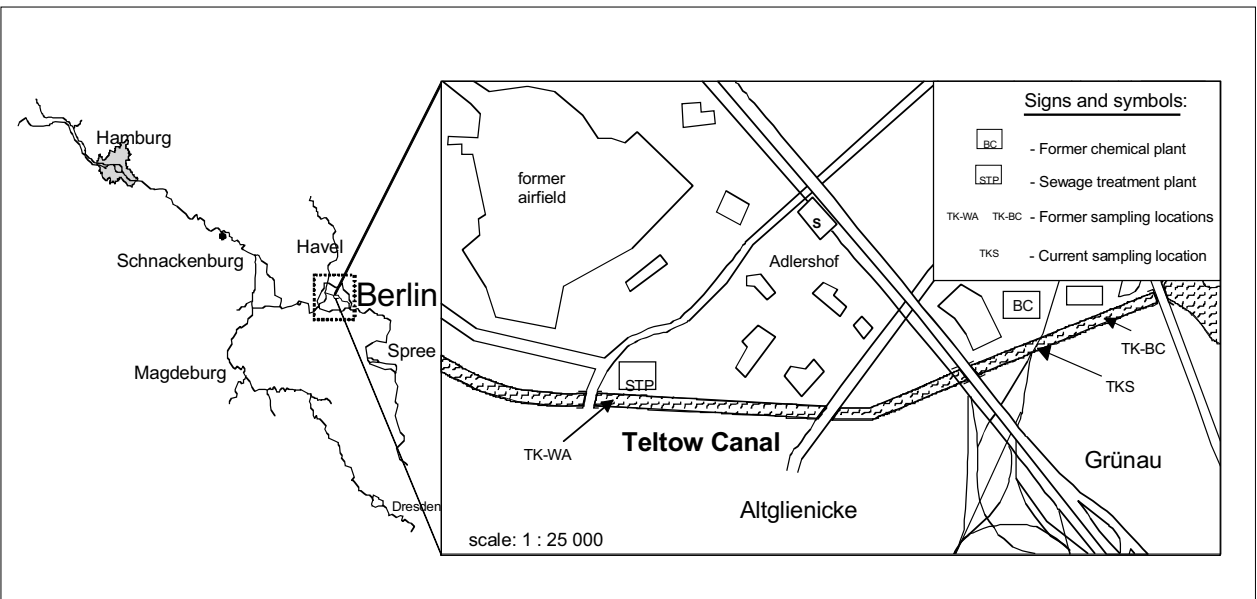 Hamburg
Schnackenburg
Havel
Berlin
Spree
Magdeburg
Dresden
former
airfield
S
Adlershof
BC
STP
TK-BC
TKS
TK-WA
Teltow Canal
Grünau
Altglienicke
scale: 1 : 25 000
Signs and symbols:
BC - Former chemical plant
STP - Sewage treatment plant
TK-WA TK-BC - Former sampling locations
TKS - Current sampling location